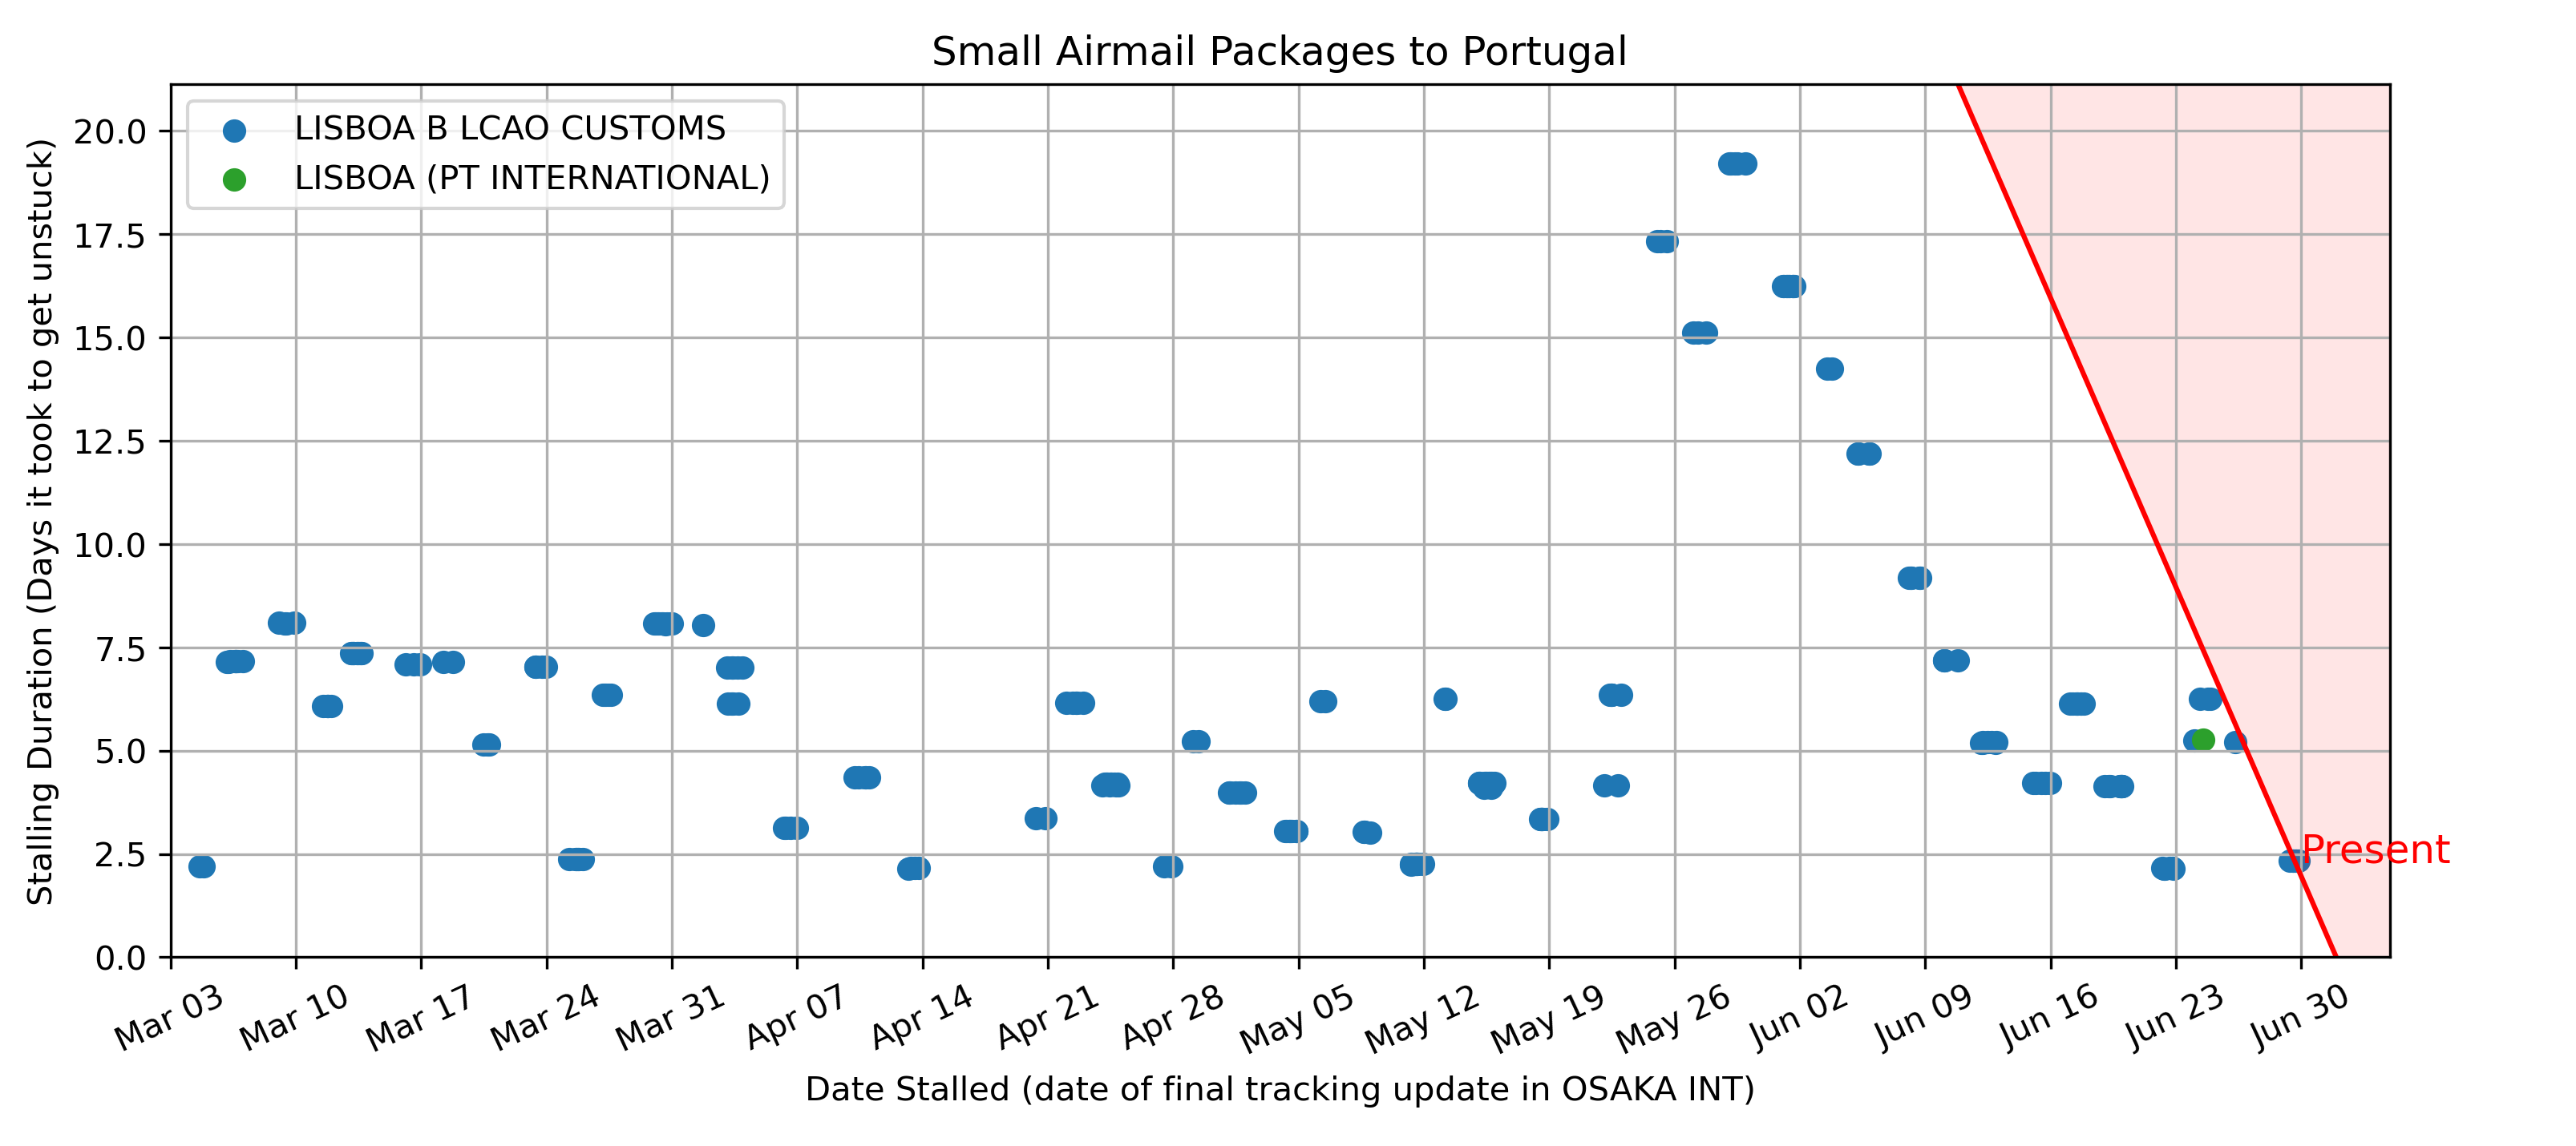 Small Airmail Packages to Portugal
LISBOA B LCAO CUSTOMS
LISBOA (PT INTERNATIONAL)
Stalling Duration (Days it took to get unstuck)
20.0
17.5
15.0
12.5
10.0
7.5
5.0
2.5
0.0
Present
Mar 03
Mar 10
Mar 17
Mar 24
Mar 31
Apr 07
Apr 14
Apr 21
Apr 28
May 05
May 12
May 19
May 26
Jun 02
Jun 09
Jun 16
Jun 23
Jun 30
Date Stalled (date of final tracking update in OSAKA INT)